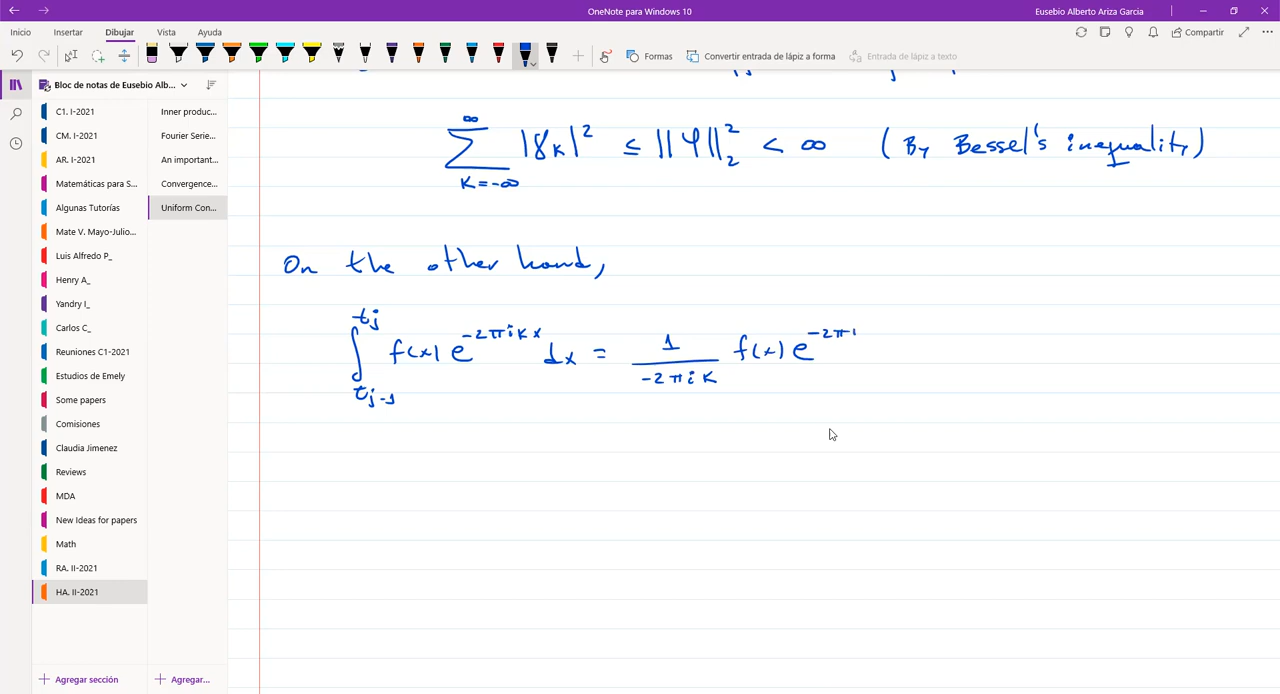 OneNote para Windows 10
Eusebio Alberto Ariza Garcia
Inicio
Insertar
Dibujar
Vista
Ayuda
Compartir
Formas
Convertir entrada de lápiz a forma
Entrada de lápiz a texto
Bloc de notas de Eusebio Alb...
C1. I-2021
CM. I-2021
AR. I-2021
Matemáticas para S...
Algunas Tutorías
Mate V. Mayo-Julio...
Luis Alfredo P_
Henry A_
Yandry I_
Carlos C_
Reuniones C1-2021
Estudios de Emely
Some papers
Comisiones
Claudia Jimenez
Reviews
MDA
New Ideas for papers
Math
RA. II-2021
HA. II-2021
Agregar sección
Inner produc...
Fourier Serie...
An important...
Convergence...
Uniform Con...
Agregar...
∑_{k=-∞}^{∞} |γ_k|² ≤ ||φ||₂² < ∞ (By Bessel's inequality)
On the other hand,
∫_{t_{j-1}}^{t_j} f(x) e^{-2πikx} dx = 1/(-2πik) f(x) e^{-2πi